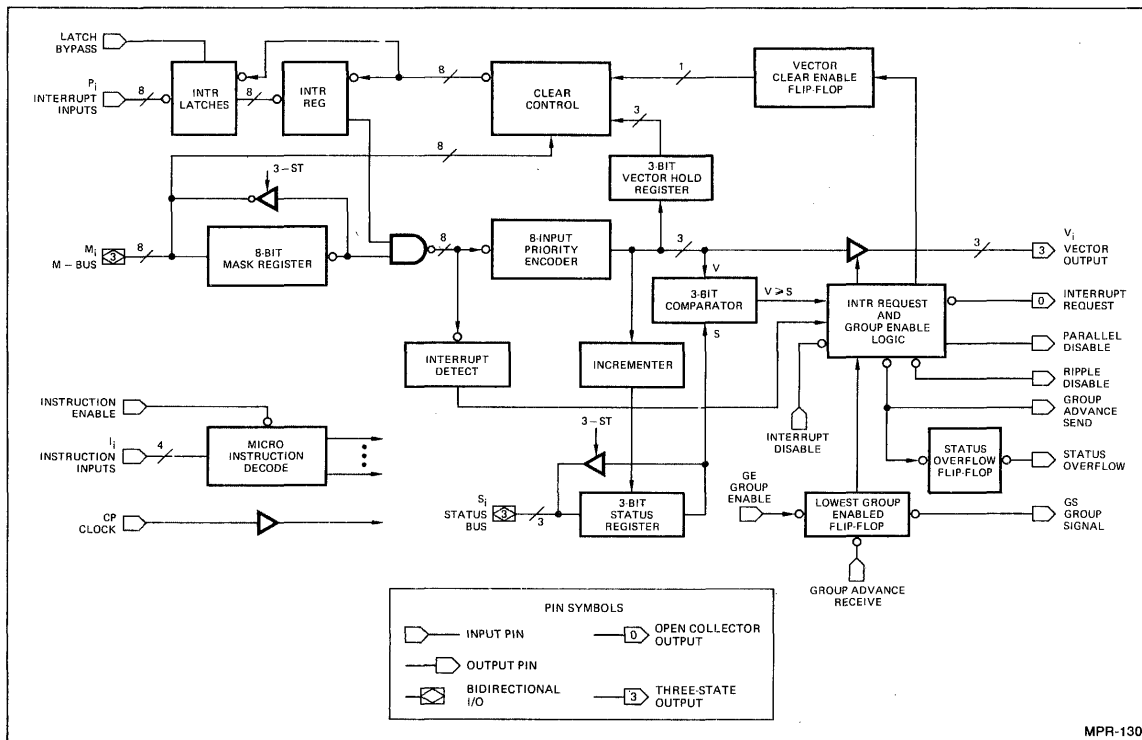 LATCH
BYPASS
Pi
INTERRUPT
INPUTS
8
INTR
LATCHES
8
INTR
REG
8
CLEAR
CONTROL
1
VECTOR
CLEAR ENABLE
FLIP-FLOP
3
8
3-BIT
VECTOR HOLD
REGISTER
3-ST
Mi
M-BUS
3
8
8-BIT
MASK REGISTER
8
8-INPUT
PRIORITY
ENCODER
3
3
3
Vi
VECTOR
OUTPUT
V
3-BIT
COMPARATOR
V ⩾ S
S
INTR REQUEST
AND
GROUP ENABLE
LOGIC
0
INTERRUPT
REQUEST
PARALLEL
DISABLE
RIPPLE
DISABLE
GROUP
ADVANCE
SEND
INTERRUPT
DETECT
INCREMENTER
INTERRUPT
DISABLE
INSTRUCTION
ENABLE
Ii
INSTRUCTION
INPUTS
4
MICRO
INSTRUCTION
DECODE
3-ST
STATUS
OVERFLOW
FLIP-FLOP
STATUS
OVERFLOW
GE
GROUP
ENABLE
CP
CLOCK
Si
STATUS
BUS
3
3
3-BIT
STATUS
REGISTER
LOWEST GROUP
ENABLED
FLIP-FLOP
GS
GROUP
SIGNAL
GROUP ADVANCE
RECEIVE
PIN SYMBOLS
INPUT PIN
0 OPEN COLLECTOR
OUTPUT
OUTPUT PIN
BIDIRECTIONAL
I/O
3 THREE-STATE
OUTPUT
MPR-130